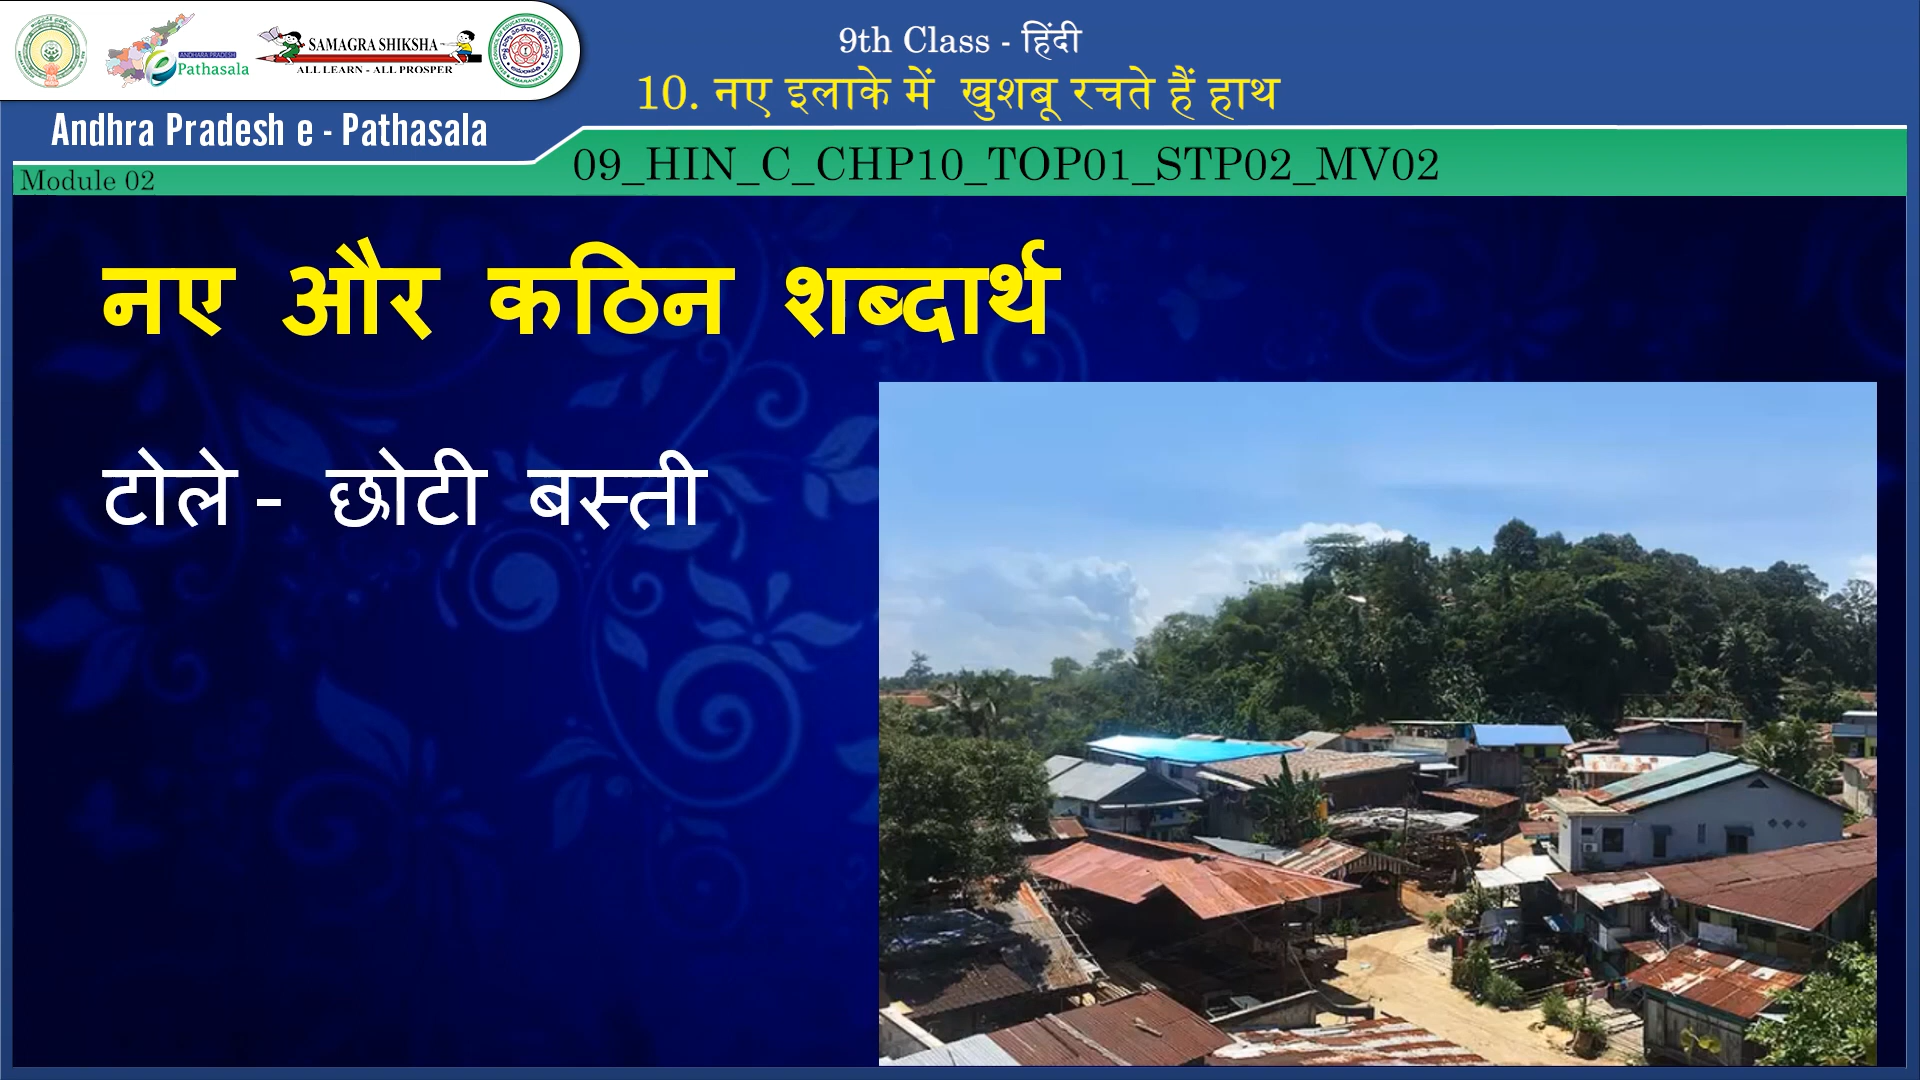 ANDHRA PRADESH
e Pathasala
SAMAGRA SHIKSHA
ALL LEARN - ALL PROSPER
Andhra Pradesh e - Pathasala
Module 02
9th Class - हिंदी
10. नए इलाके में खुशबू रचते हैं हाथ
09_HIN_C_CHP10_TOP01_STP02_MV02
नए और कठिन शब्दार्थ
टोले - छोटी बस्ती